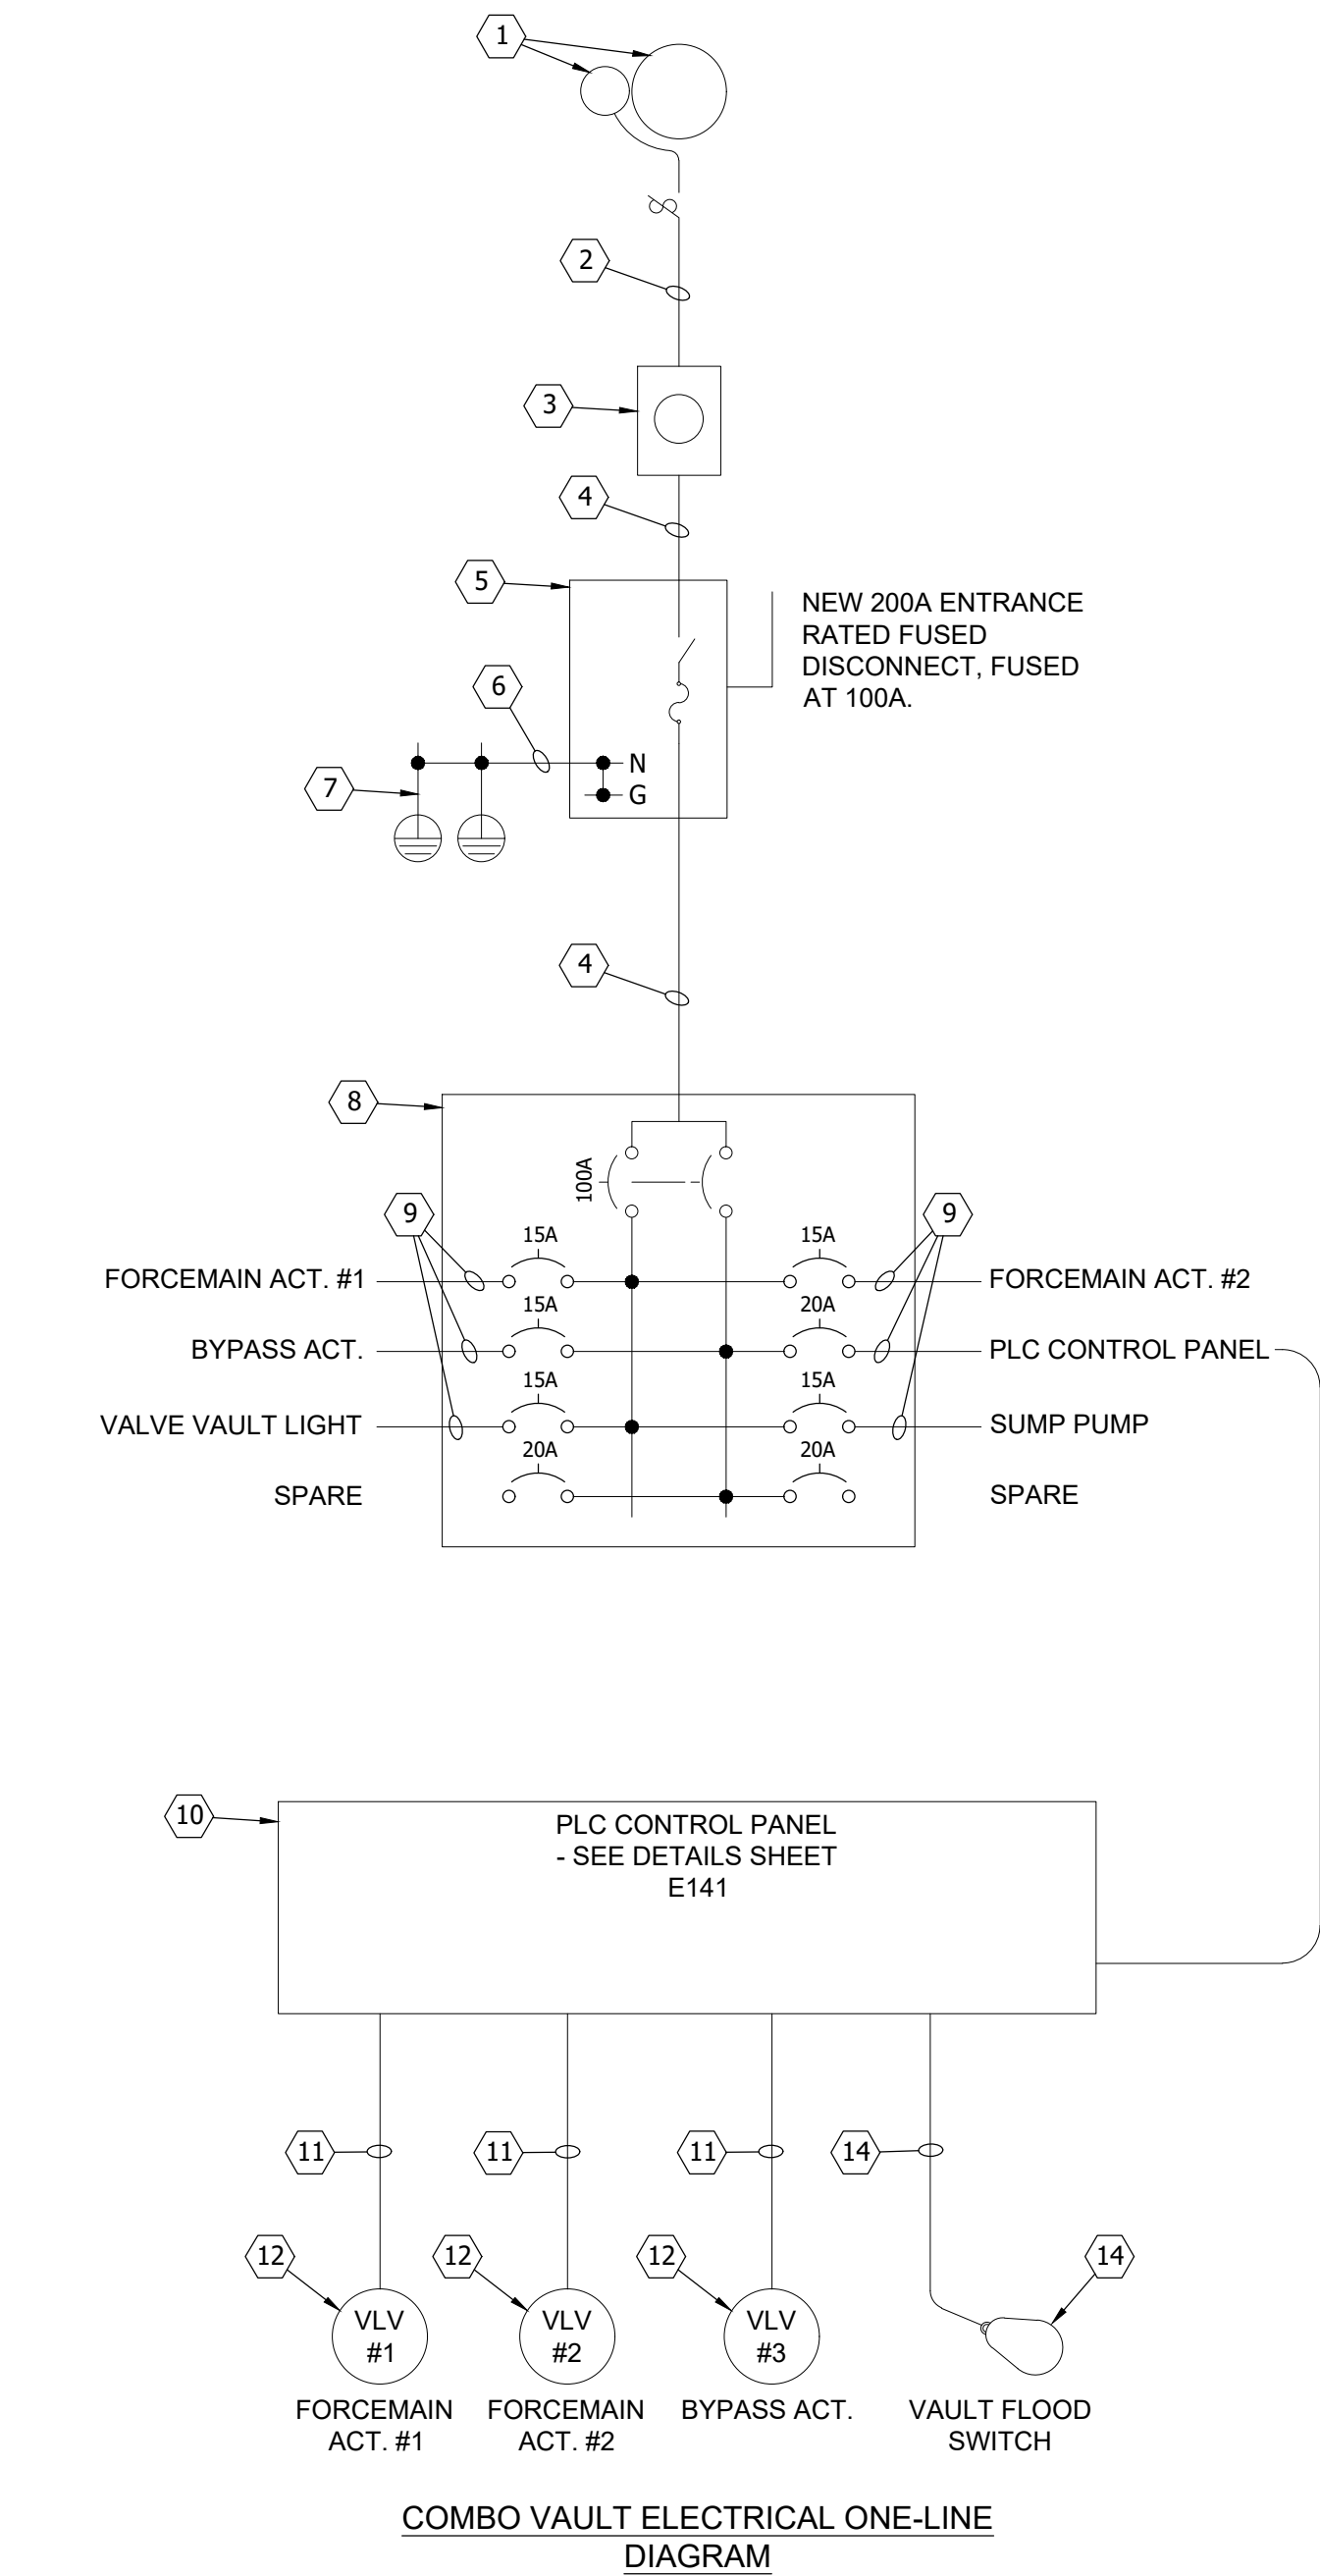 1
2
3
4
5
NEW 200A ENTRANCE
RATED FUSED
DISCONNECT, FUSED
AT 100A.
6
N
7
G
4
8
100A
9
9
15A
15A
FORCEMAIN ACT. #1
FORCEMAIN ACT. #2
15A
20A
BYPASS ACT.
PLC CONTROL PANEL
15A
15A
VALVE VAULT LIGHT
SUMP PUMP
20A
20A
SPARE
SPARE
10
PLC CONTROL PANEL
- SEE DETAILS SHEET
E141
11
11
11
14
12
12
12
14
VLV
#1
VLV
#2
VLV
#3
FORCEMAIN
ACT. #1
FORCEMAIN
ACT. #2
BYPASS ACT.
VAULT FLOOD
SWITCH
COMBO VAULT ELECTRICAL ONE-LINE
DIAGRAM